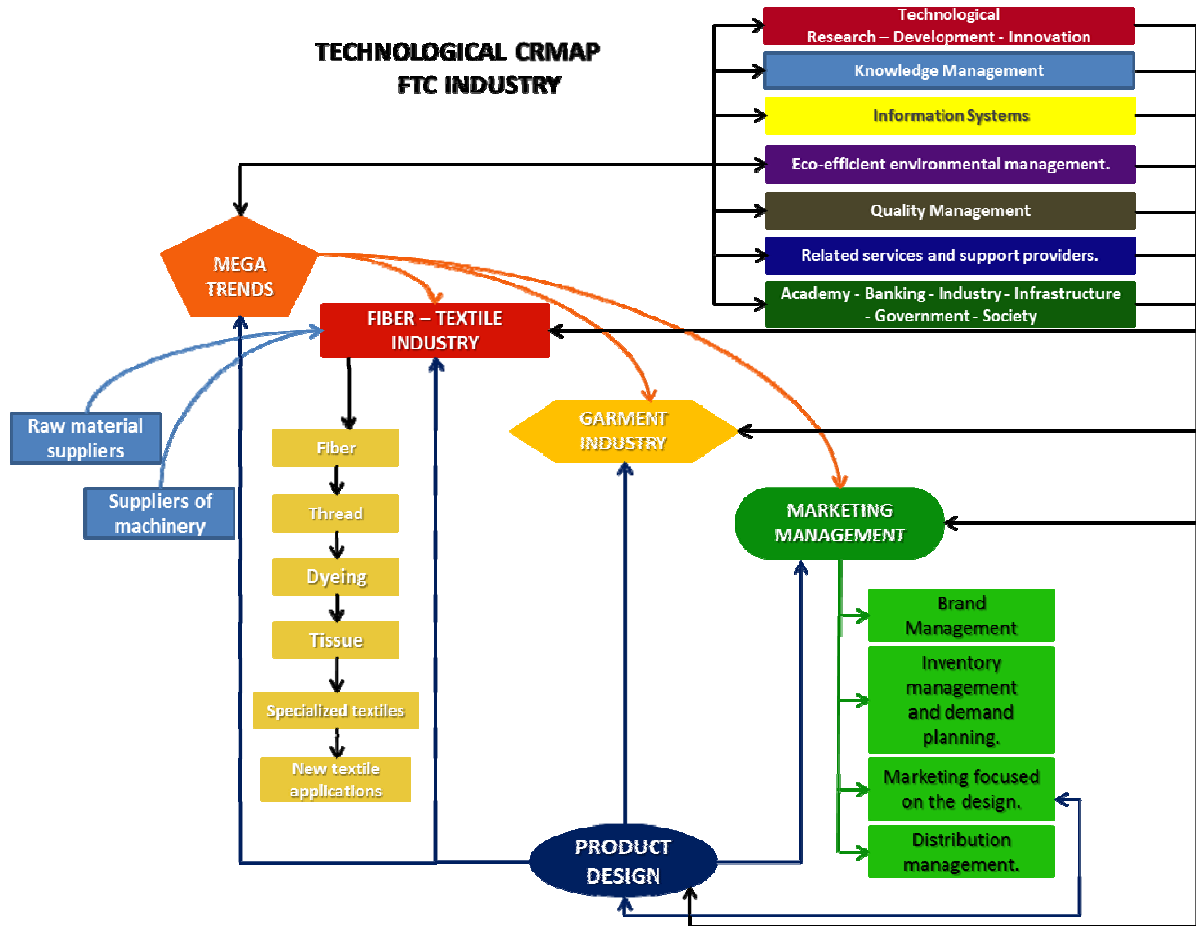 TECHNOLOGICAL CRMAP
FTC INDUSTRY
Technological
Research – Development - Innovation
Knowledge Management
Information Systems
Eco-efficient environmental management.
Quality Management
Related services and support providers.
Academy - Banking - Industry - Infrastructure
- Government - Society
MEGA
TRENDS
FIBER – TEXTILE
INDUSTRY
Raw material
suppliers
Suppliers of
machinery
GARMENT
INDUSTRY
MARKETING
MANAGEMENT
Fiber
Thread
Dyeing
Tissue
Specialized textiles
New textile
applications
Brand
Management
Inventory
management
and demand
planning.
Marketing focused
on the design.
Distribution
management.
PRODUCT
DESIGN